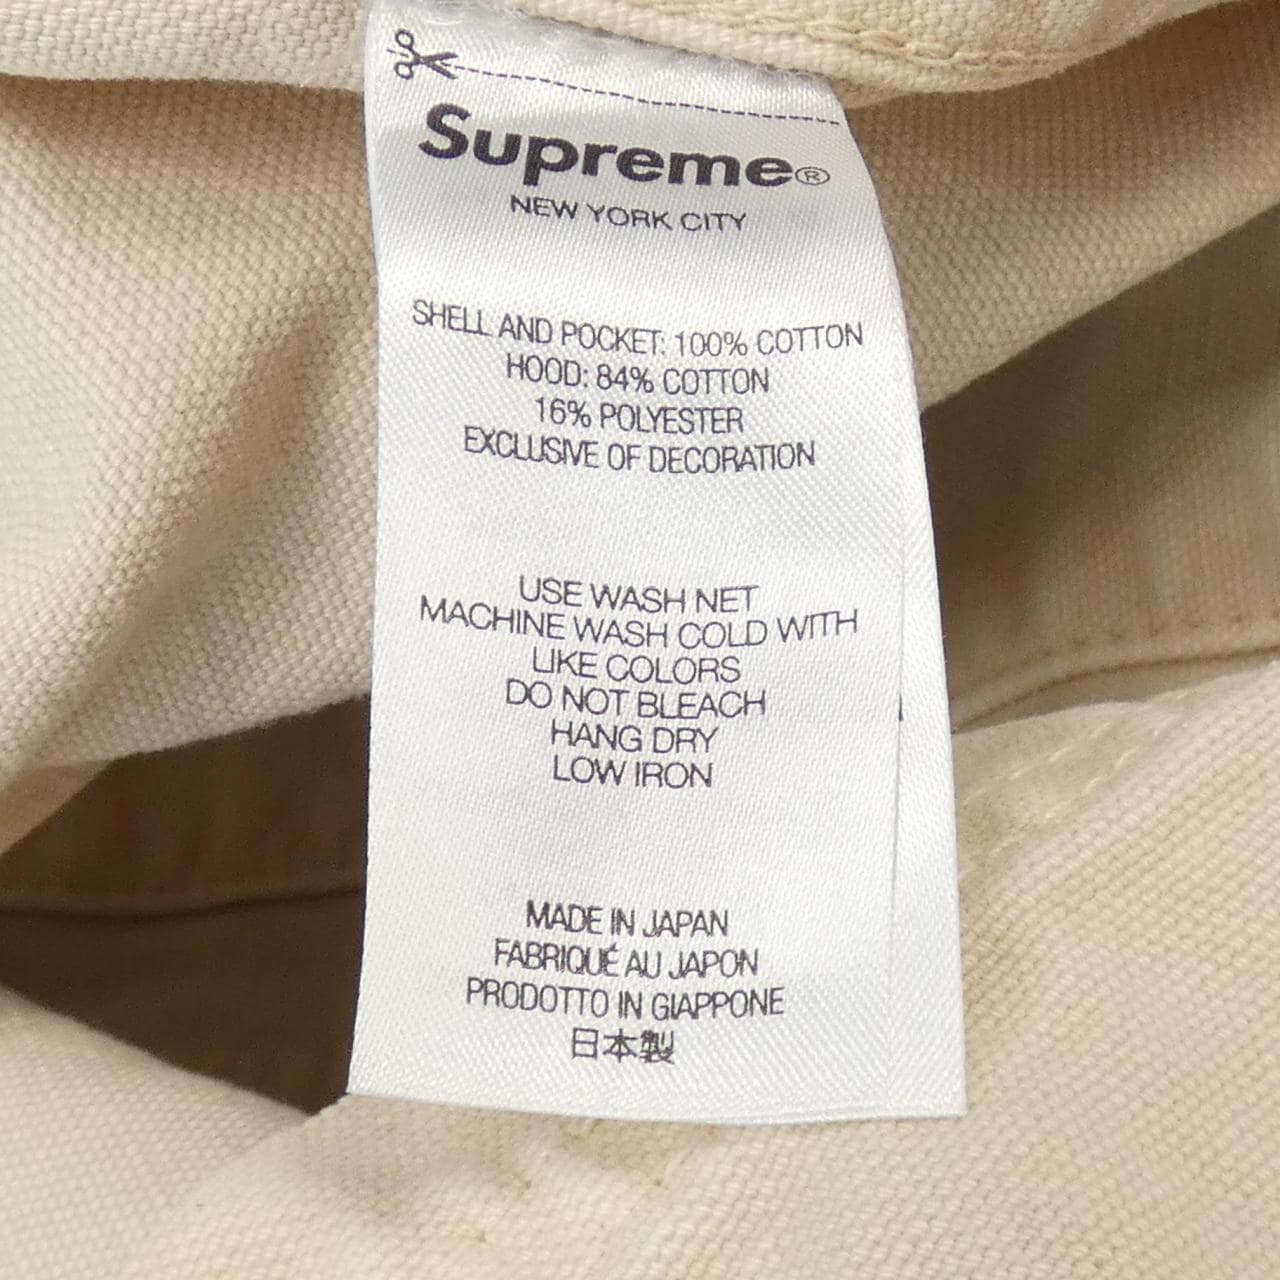 Supreme®
NEW YORK CITY
SHELL AND POCKET: 100% COTTON
HOOD: 84% COTTON
16% POLYESTER
EXCLUSIVE OF DECORATION
USE WASH NET
MACHINE WASH COLD WITH
LIKE COLORS
DO NOT BLEACH
HANG DRY
LOW IRON
MADE IN JAPAN
FABRIQUÉ AU JAPON
PRODOTTO IN GIAPPONE
日本製